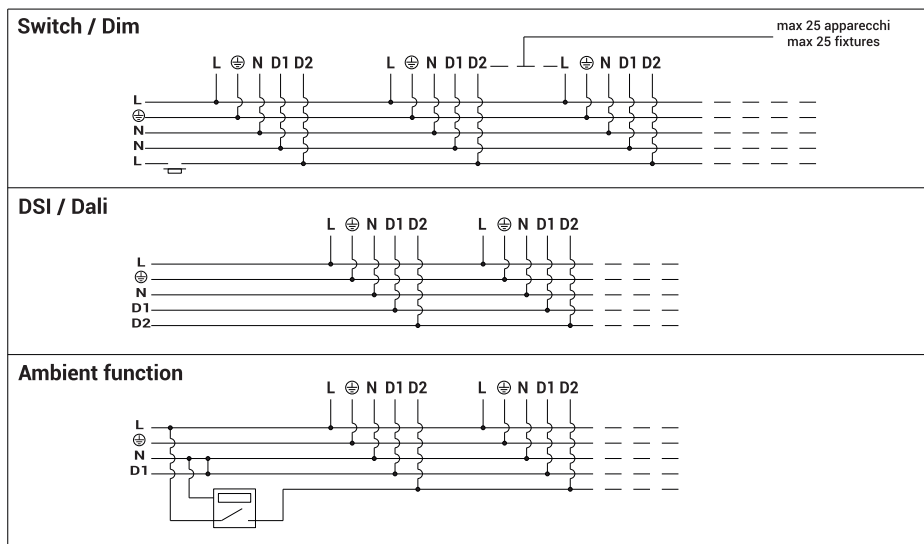 Switch / Dim
max 25 apparecchi
max 25 fixtures
L N D1 D2 L N D1 D2 L N D1 D2
L
N
N
L
DSI / Dali
L N D1 D2 L N D1 D2
L
N
D1
D2
Ambient function
L N D1 D2 L N D1 D2
L
N
D1